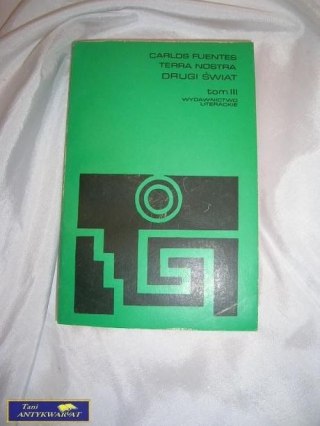 CARLOS FUENTES
TERRA NOSTRA
DRUGI ŚWIAT
tom III
WYDAWNICTWO
LITERACKIE
Tani
ANTYKWARIAT